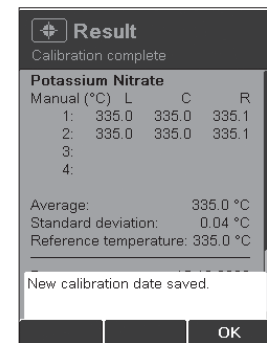 Result
Calibration complete
Potassium Nitrate
Manual (°C) L C R
1: 335.0 335.0 335.1
2: 335.0 335.0 335.1
3:
4:
Average: 335.0 °C
Standard deviation: 0.04 °C
Reference temperature: 335.0 °C
New calibration date saved.
OK